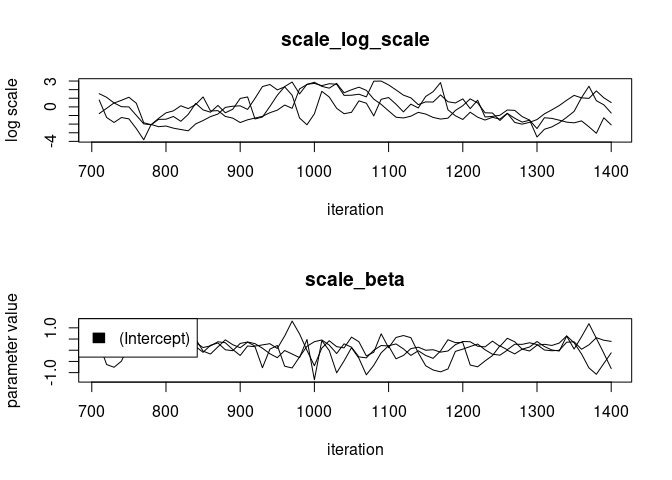 scale_log_scale
log scale
3
0
-4
700 800 900 1000 1100 1200 1300 1400
iteration
scale_beta
parameter value
1.0
-1.0
(Intercept)
700 800 900 1000 1100 1200 1300 1400
iteration